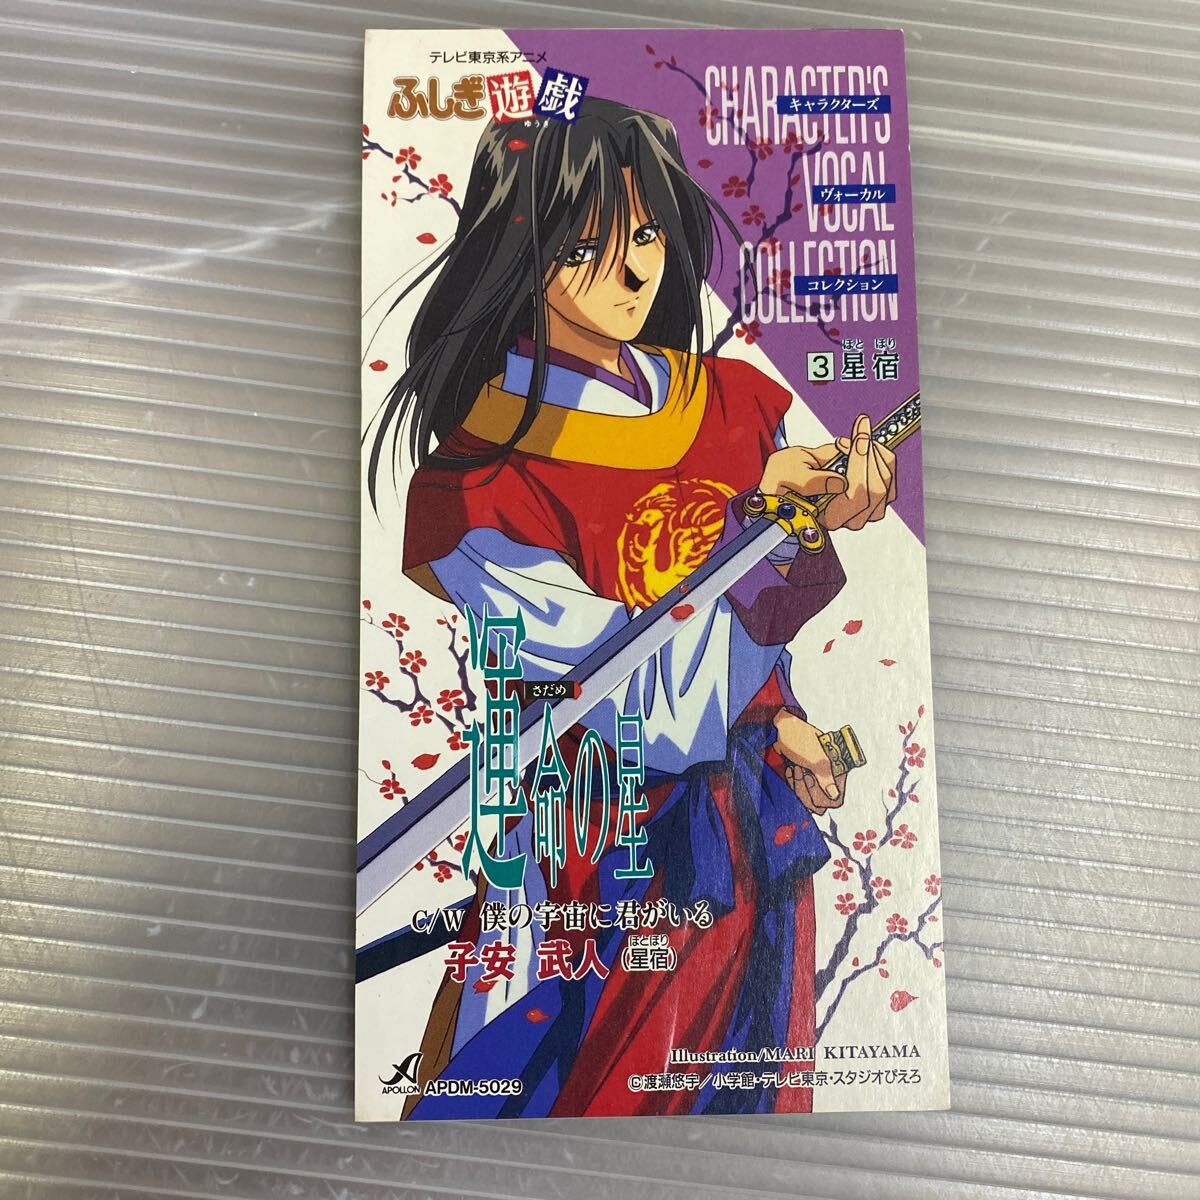 テレビ東京系アニメ
ふしぎ遊戯
ゆうぎ
CHARACTER'S
キャラクターズ
VOCAL
ヴォーカル
COLLECTION
コレクション
ほと ほり
3 星宿
さだめ
運命の星
C/W 僕の宇宙に君がいる
ほとほり
子安 武人(星宿)
Illustration/MARI KITAYAMA
©渡瀬悠宇/小学館・テレビ東京・スタジオぴえろ
APOLLON APDM-5029